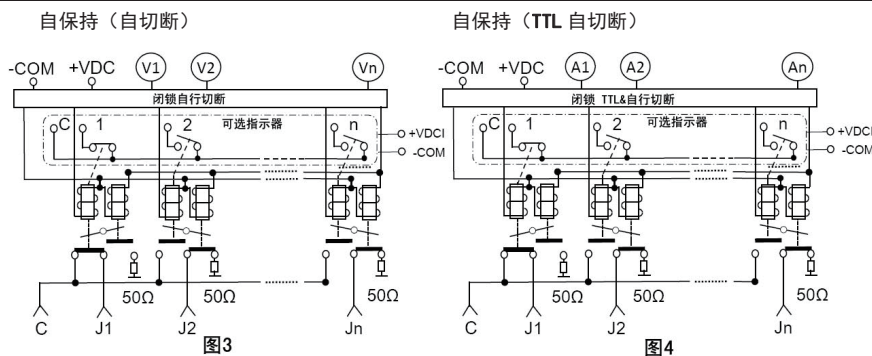 自保持（自切断）
-COM +VDC V1 V2 Vn
闭锁自行切断
可选指示器
C 1 2 n
+VDCI
-COM
50Ω 50Ω 50Ω
C J1 J2 Jn
图3
自保持（TTL 自切断）
-COM +VDC A1 A2 An
闭锁 TTL&自行切断
可选指示器
C 1 2 n
+VDCI
-COM
50Ω 50Ω 50Ω
C J1 J2 Jn
图4